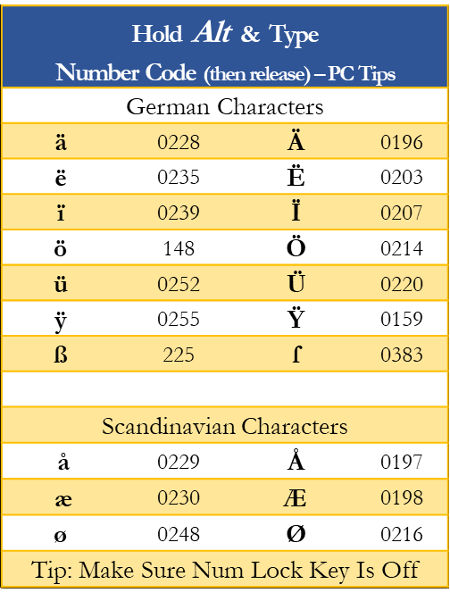 Hold Alt & Type
Number Code (then release) – PC Tips
German Characters
ä 0228 Ä 0196
ë 0235 Ë 0203
ï 0239 Ï 0207
ö 148 Ö 0214
ü 0252 Ü 0220
ÿ 0255 Ÿ 0159
ß 225 ſ 0383
Scandinavian Characters
å 0229 Å 0197
æ 0230 Æ 0198
ø 0248 Ø 0216
Tip: Make Sure Num Lock Key Is Off